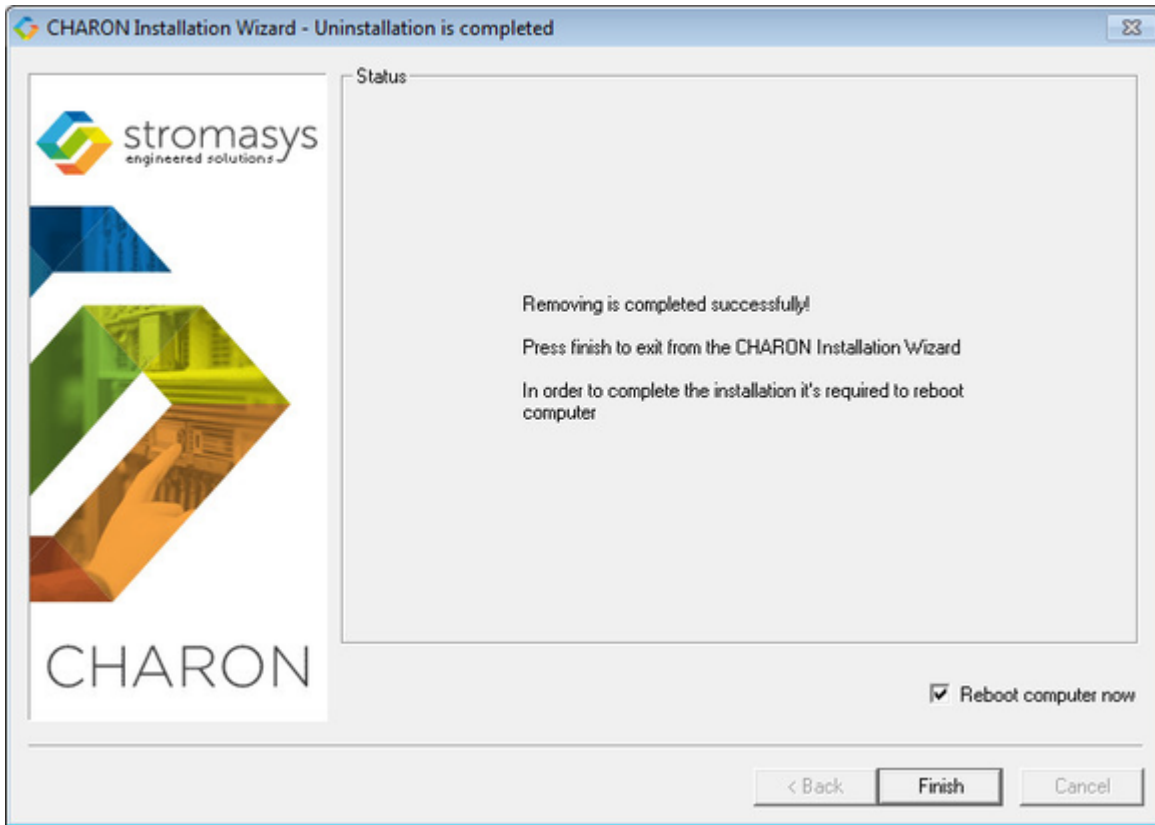 CHARON Installation Wizard - Uninstallation is completed
stromasys
engineered solutions
CHARON
Status
Removing is completed successfully!
Press finish to exit from the CHARON Installation Wizard
In order to complete the installation it's required to reboot
computer
Reboot computer now
< Back
Finish
Cancel